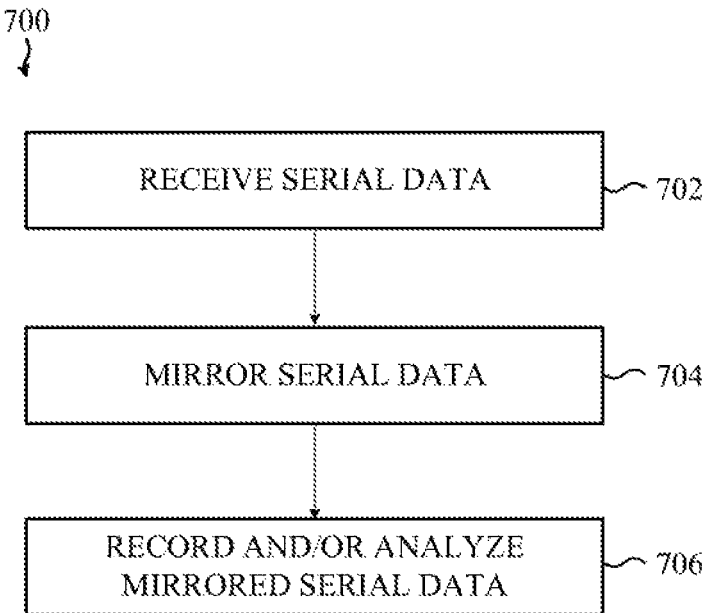 700
RECEIVE SERIAL DATA
702
MIRROR SERIAL DATA
704
RECORD AND/OR ANALYZE
MIRRORED SERIAL DATA
706